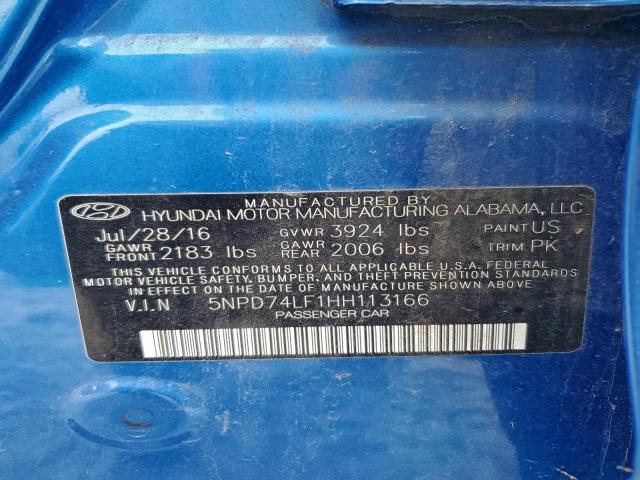 MANUFACTURED BY
HYUNDAI MOTOR MANUFACTURING ALABAMA, LLC
Jul/28/16 GVWR 3924 lbs PAINT US
GAWR FRONT 2183 lbs GAWR REAR 2006 lbs TRIM PK
THIS VEHICLE CONFORMS TO ALL APPLICABLE U.S.A. FEDERAL
MOTOR VEHICLE SAFETY, BUMPER, AND THEFT PREVENTION STANDARDS
IN EFFECT ON THE DATE OF MANUFACTURE SHOWN ABOVE
V.I.N 5NPD74LF1HH113166
PASSENGER CAR